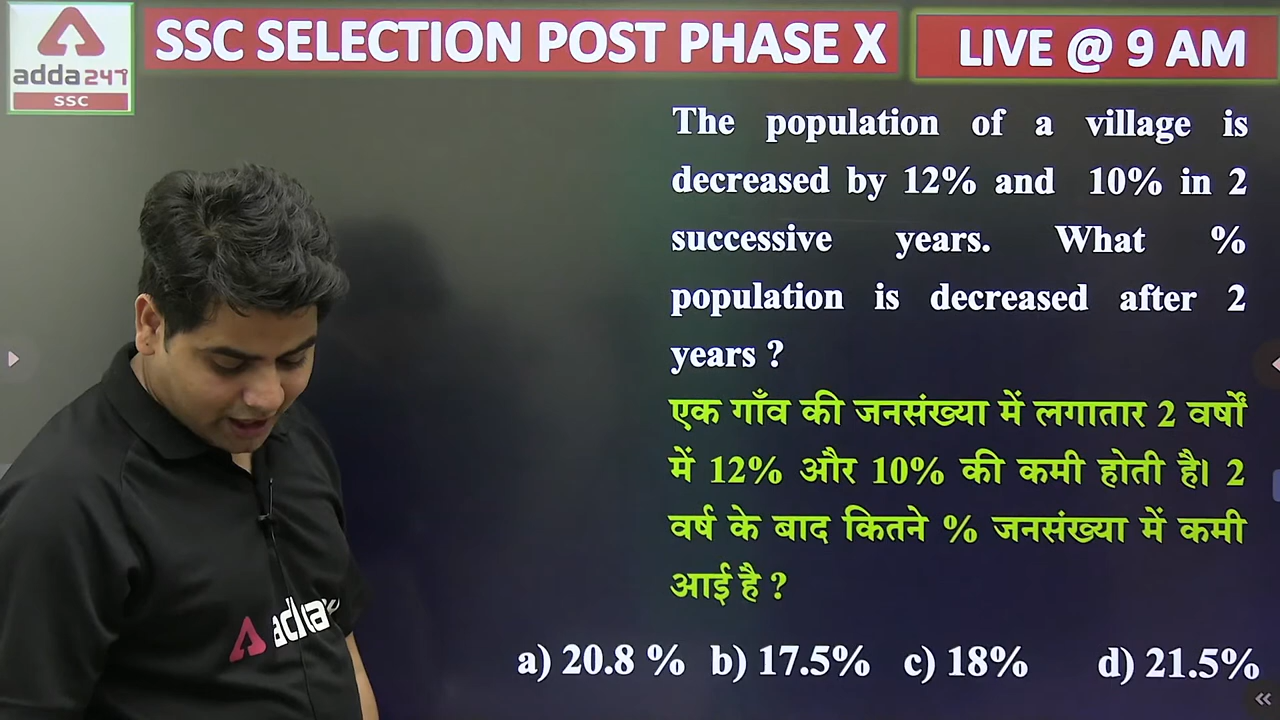 SSC SELECTION POST PHASE X
LIVE @ 9 AM
adda247
SSC
The population of a village is
decreased by 12% and 10% in 2
successive years. What %
population is decreased after 2
years ?
एक गाँव की जनसंख्या में लगातार 2 वर्षों
में 12% और 10% की कमी होती है। 2
वर्ष के बाद कितने % जनसंख्या में कमी
आई है ?
a) 20.8 % b) 17.5% c) 18% d) 21.5%
adda